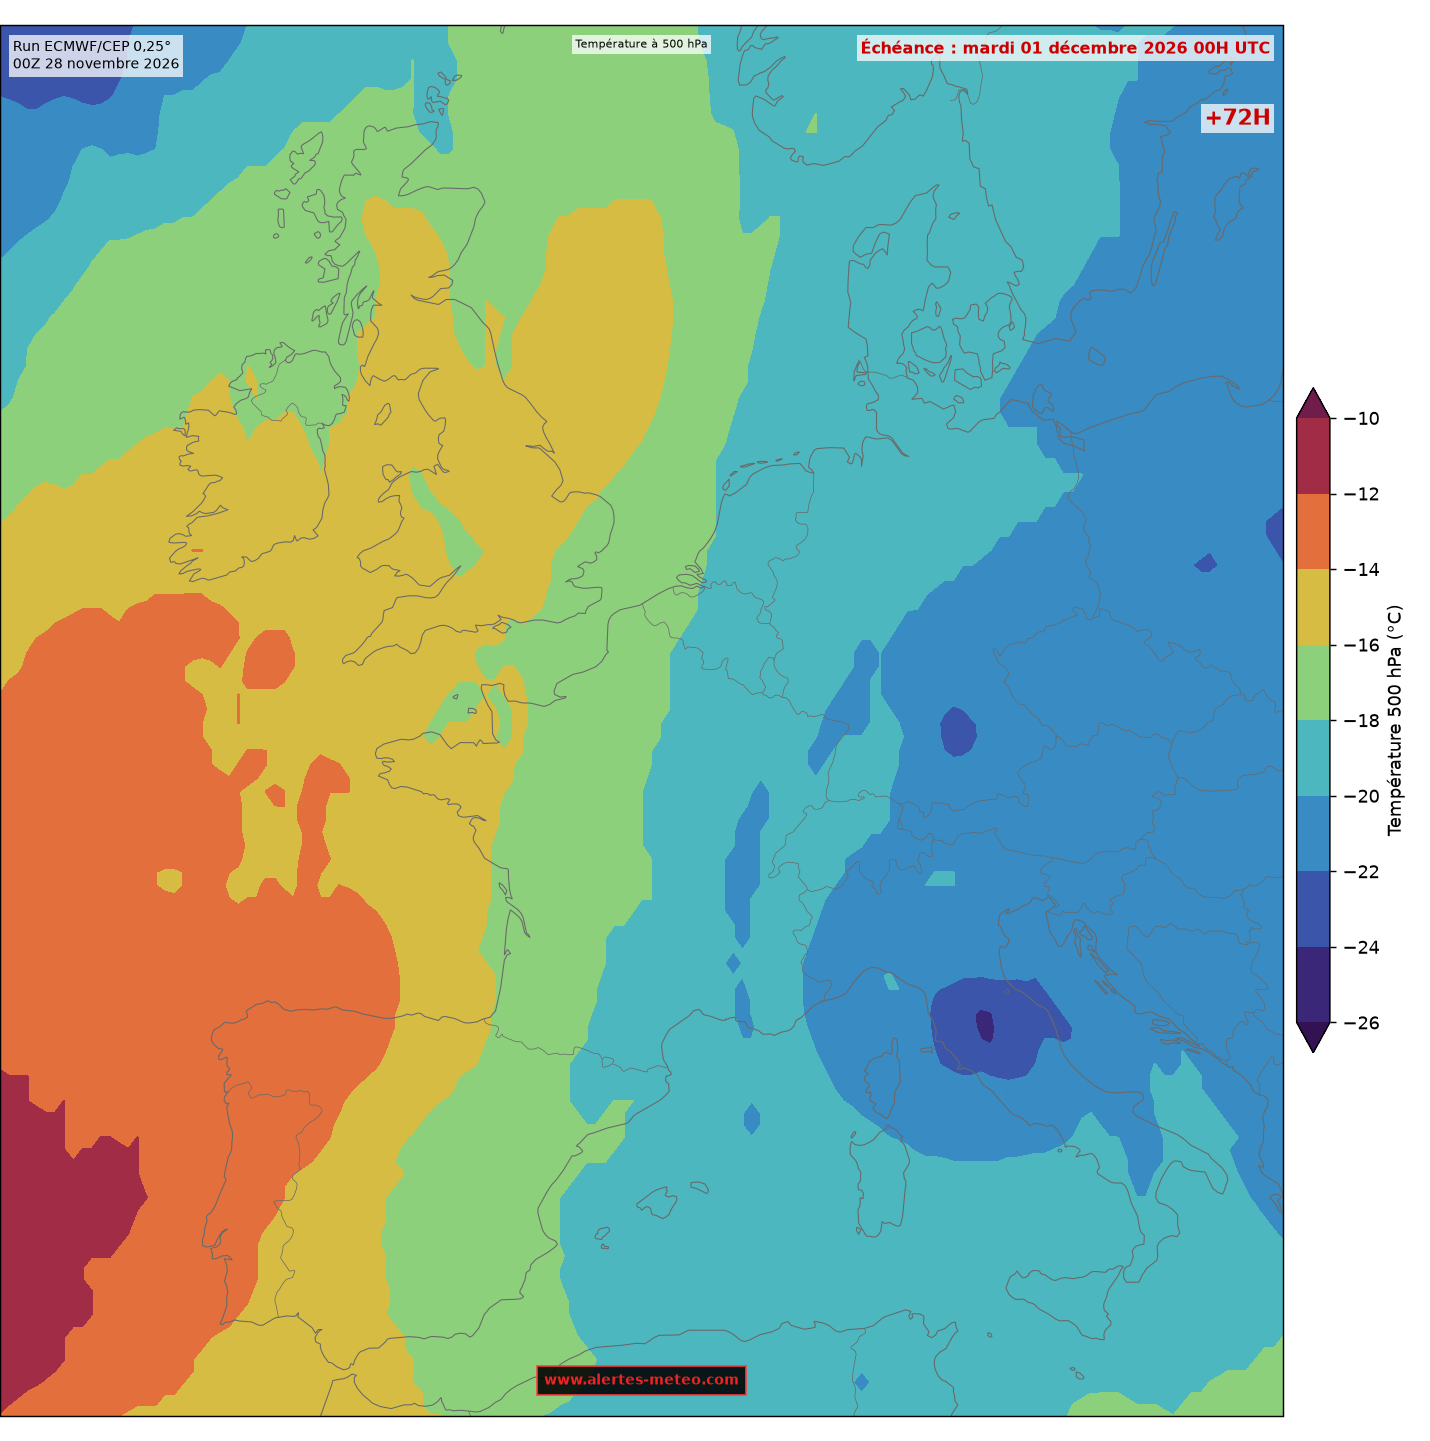 Run ECMWF/CEP 0,25°
00Z 28 novembre 2026
Température à 500 hPa
Échéance : mardi 01 décembre 2026 00H UTC
+72H
−10
−12
−14
−16
−18
−20
−22
−24
−26
Température 500 hPa (°C)
www.alertes-meteo.com